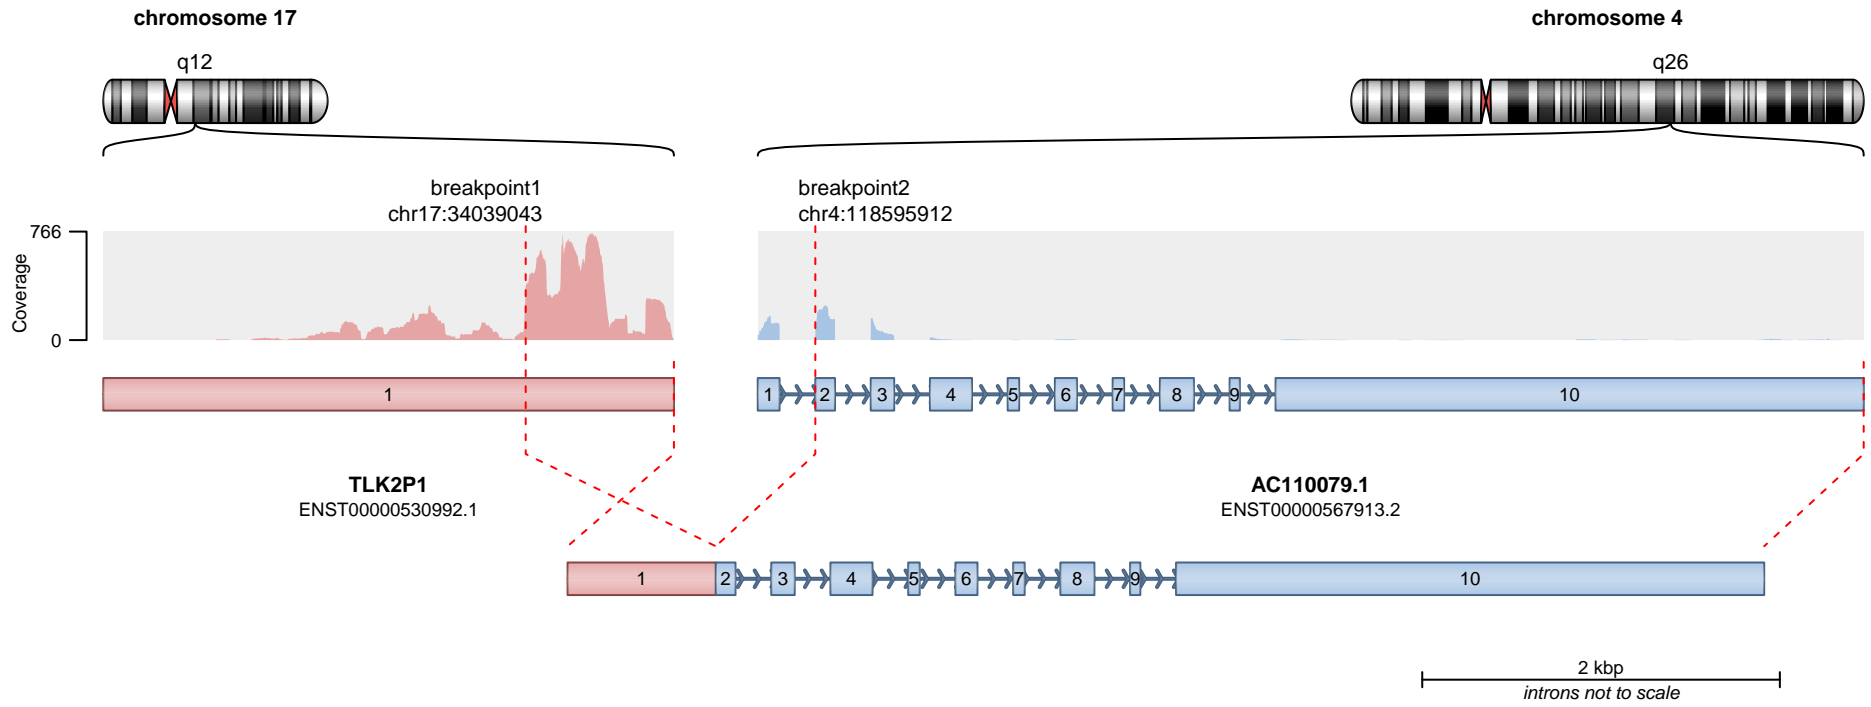 chromosome 17
chromosome 4
q12
q26
breakpoint1
chr17:34039043
breakpoint2
chr4:118595912
Coverage
766
0
1
1 2 3 4 5 6 7 8 9 10
TLK2P1
ENST00000530992.1
AC110079.1
ENST00000567913.2
1 2 3 4 5 6 7 8 9 10
2 kbp
introns not to scale